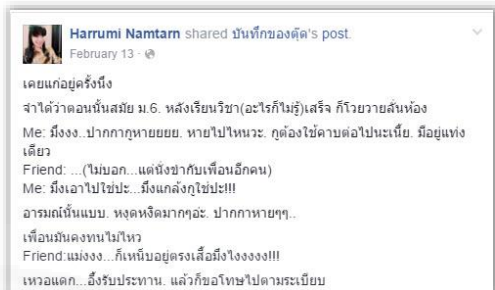 Harrumi Namtarn shared บันทึกของตุ๊ด's post.
February 13 ·
เคยแก่อยู่ครั้งนึง
จำได้ว่าตอนนั้นสมัย ม.6. หลังเรียนวิชา(อะไรก็ไม่รู้)เสร็จ ก็โวยวายลั่นห้อง
Me: มึงงง..ปากกากูหายยยย. หายไปไหนวะ. กูต้องใช้คาบต่อไปนะเนี้ย. มีอยู่แท่ง
เดียว
Friend: ...(ไม่บอก...แต่นั่งขำกับเพื่อนอีกคน)
Me: มึงเอาไปใช่ปะ...มึงแกล้งกูใช่ปะ!!!
อารมณ์นั้นแบบ. หงุดหงิดมากๆอ่ะ. ปากกาหายๆๆ..
เพื่อนมันคงทนไม่ไหว
Friend:แม่งงง...ก็เหน็บอยู่ตรงเสื้อมึงไงงงงง!!!
เหวอแดก...อึ้งรับประทาน. แล้วก็ขอโทษไปตามระเบียบ